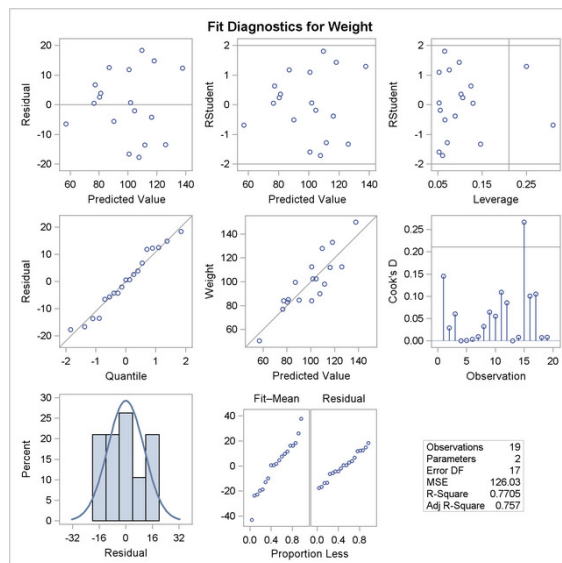 Fit Diagnostics for Weight
Residual
20
10
0
-10
-20
60 80 100 120 140
Predicted Value
RStudent
2
1
0
-1
-2
60 80 100 120 140
Predicted Value
RStudent
2
1
0
-1
-2
0.05 0.15 0.25
Leverage
Residual
20
10
0
-10
-20
-2 -1 0 1 2
Quantile
Weight
140
120
100
80
60
60 80 100 120 140
Predicted Value
Cook's D
0.25
0.20
0.15
0.10
0.05
0.00
0 5 10 15 20
Observation
Percent
30
25
20
15
10
5
0
-32 -16 0 16 32
Residual
Fit–Mean Residual
40
20
0
-20
-40
0.0 0.4 0.8 0.0 0.4 0.8
Proportion Less
Observations 19
Parameters 2
Error DF 17
MSE 126.03
R-Square 0.7705
Adj R-Square 0.757